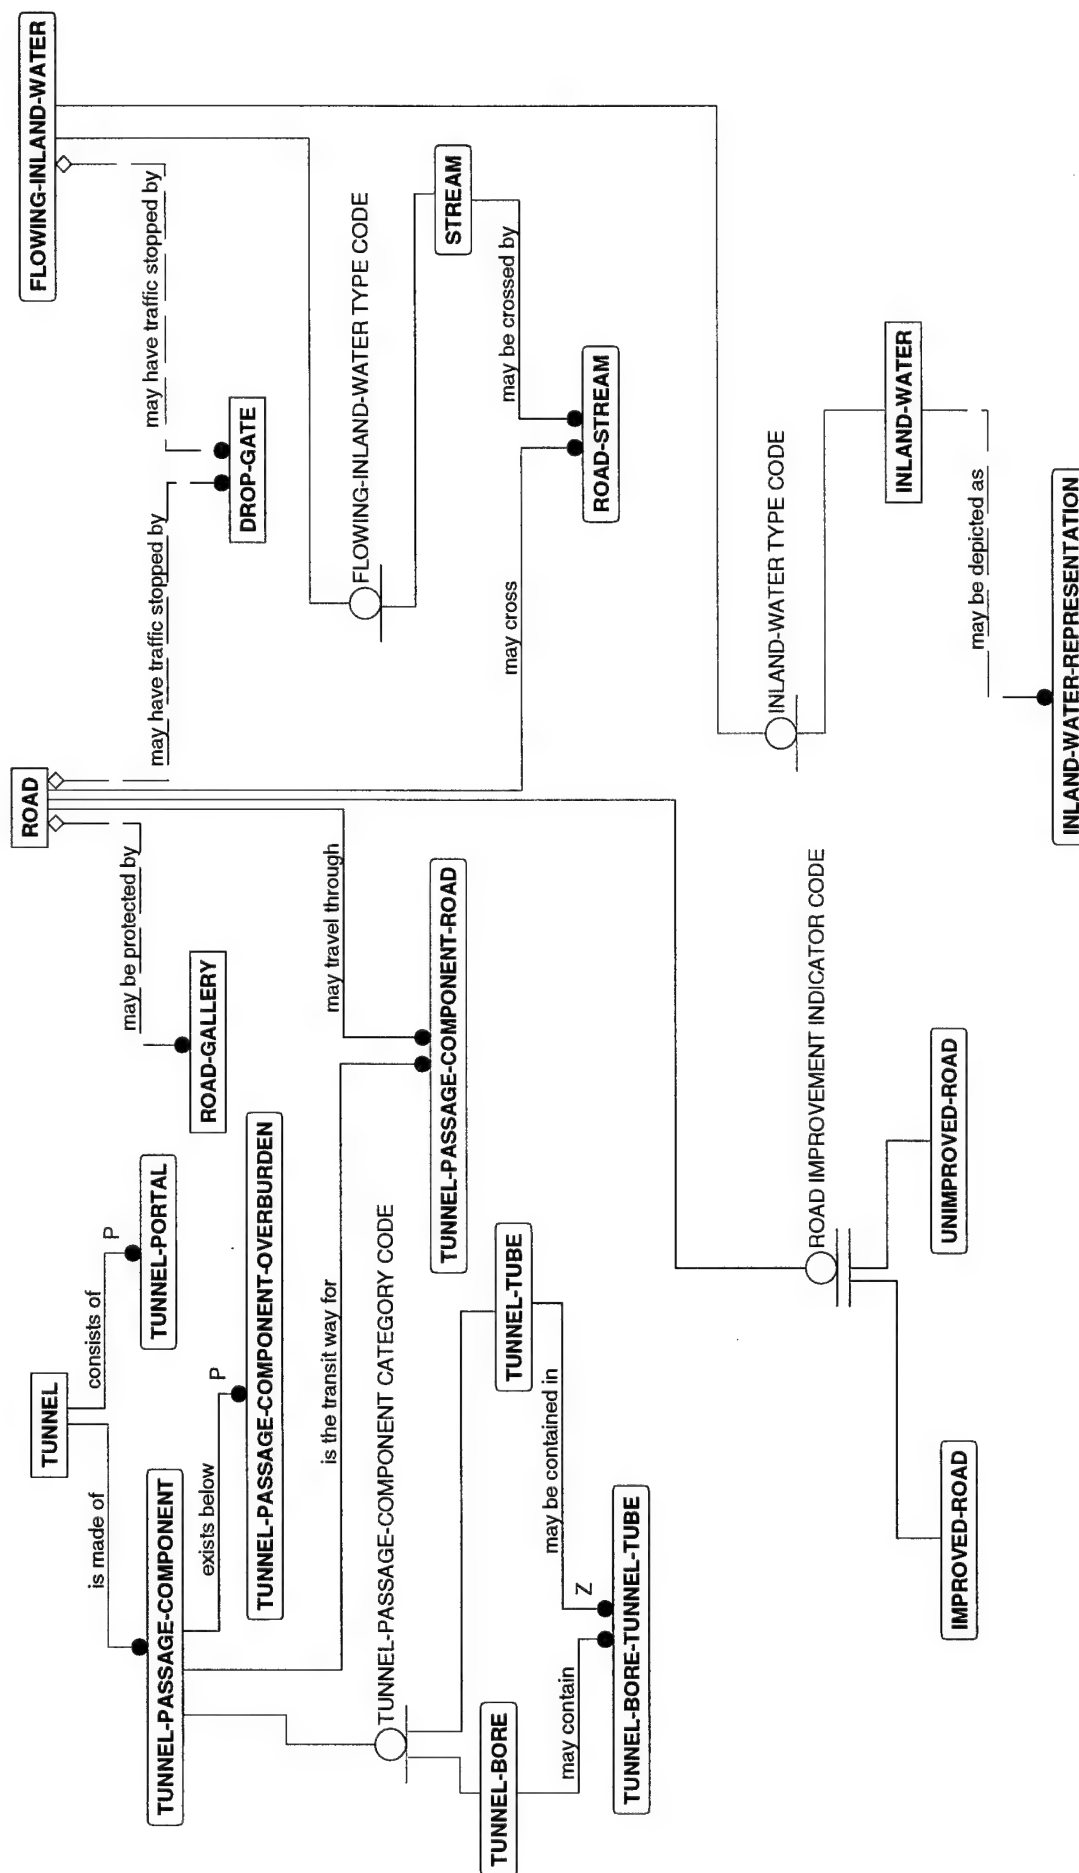 TUNNEL
ROAD
FLOWING-INLAND-WATER
is made of
consists of
P
may be protected by
may have traffic stopped by
may have traffic stopped by
TUNNEL-PASSAGE-COMPONENT
TUNNEL-PORTAL
ROAD-GALLERY
DROP-GATE
exists below
P
TUNNEL-PASSAGE-COMPONENT-OVERBURDEN
is the transit way for
may travel through
FLOWING-INLAND-WATER TYPE CODE
TUNNEL-PASSAGE-COMPONENT CATEGORY CODE
TUNNEL-PASSAGE-COMPONENT-ROAD
STREAM
may cross
may be crossed by
TUNNEL-BORE
TUNNEL-TUBE
ROAD-STREAM
may contain
may be contained in
Z
TUNNEL-BORE-TUNNEL-TUBE
INLAND-WATER TYPE CODE
ROAD IMPROVEMENT INDICATOR CODE
INLAND-WATER
IMPROVED-ROAD
UNIMPROVED-ROAD
may be depicted as
INLAND-WATER-REPRESENTATION